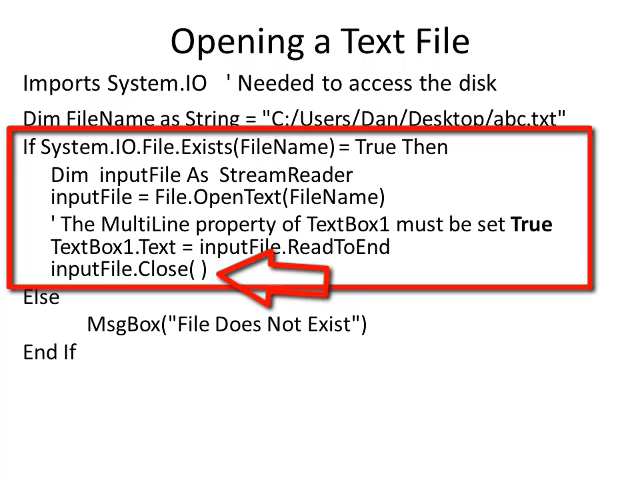 Opening a Text File
Imports System.IO ' Needed to access the disk
Dim FileName as String = "C:/Users/Dan/Desktop/abc.txt"
If System.IO.File.Exists(FileName) = True Then
Dim inputFile As StreamReader
inputFile = File.OpenText(FileName)
' The MultiLine property of TextBox1 must be set True
TextBox1.Text = inputFile.ReadToEnd
inputFile.Close( )
Else
MsgBox("File Does Not Exist")
End If